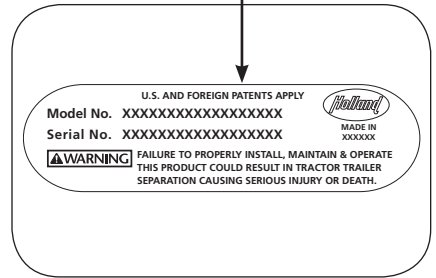 U.S. AND FOREIGN PATENTS APPLY
Holland
Model No. XXXXXXXXXXXXXXXXXX
Serial No. XXXXXXXXXXXXXXXXXX
MADE IN
XXXXXX
WARNING FAILURE TO PROPERLY INSTALL, MAINTAIN & OPERATE
THIS PRODUCT COULD RESULT IN TRACTOR TRAILER
SEPARATION CAUSING SERIOUS INJURY OR DEATH.